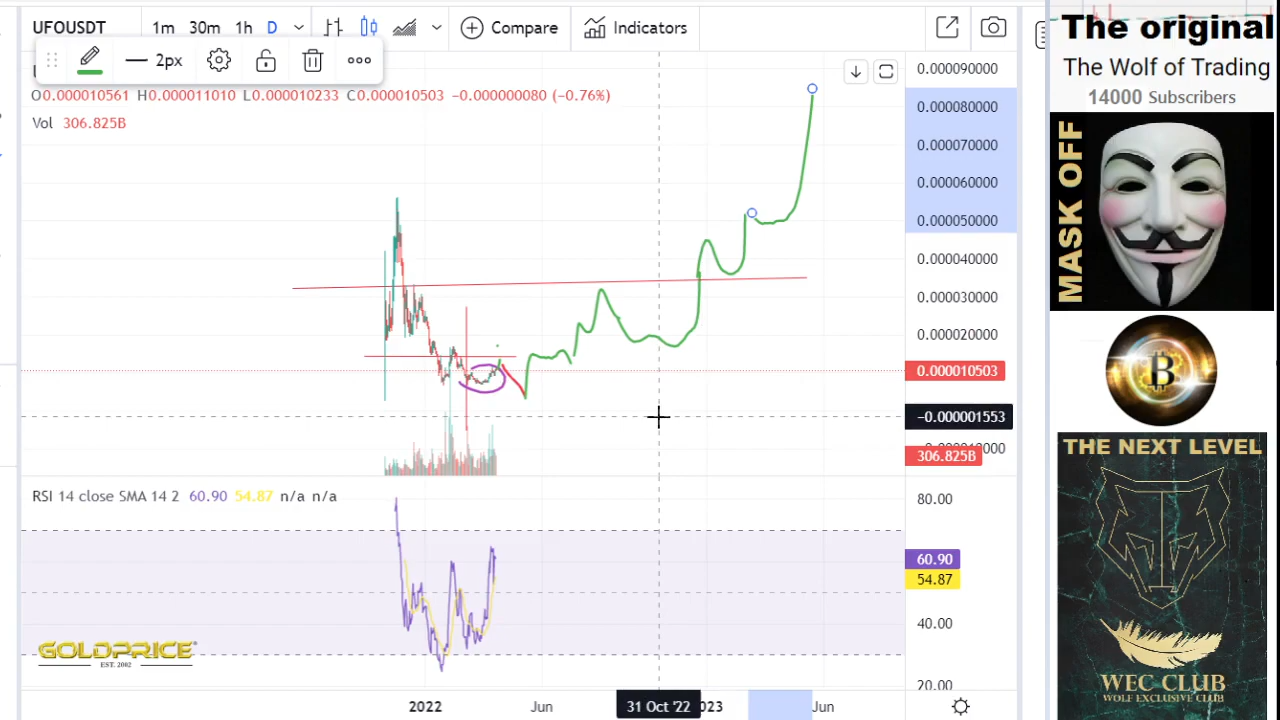 UFOUSDT 1m 30m 1h D Compare Indicators
2px
O0.000010561 H0.000011010 L0.000010233 C0.000010503 −0.000000080 (−0.76%)
Vol 306.825B
0.000090000
0.000080000
0.000070000
0.000060000
0.000050000
0.000040000
0.000030000
0.000020000
0.000010503
−0.000001553
306.825B
RSI 14 close SMA 14 2 60.90 54.87 n/a n/a
80.00
60.90
54.87
40.00
20.00
GOLDPRICE
EST. 2002
2022 Jun 31 Oct '22 023 Jun
The original
The Wolf of Trading
14000 Subscribers
MASK OFF
THE NEXT LEVEL
WEC CLUB
WOLF EXCLUSIVE CLUB